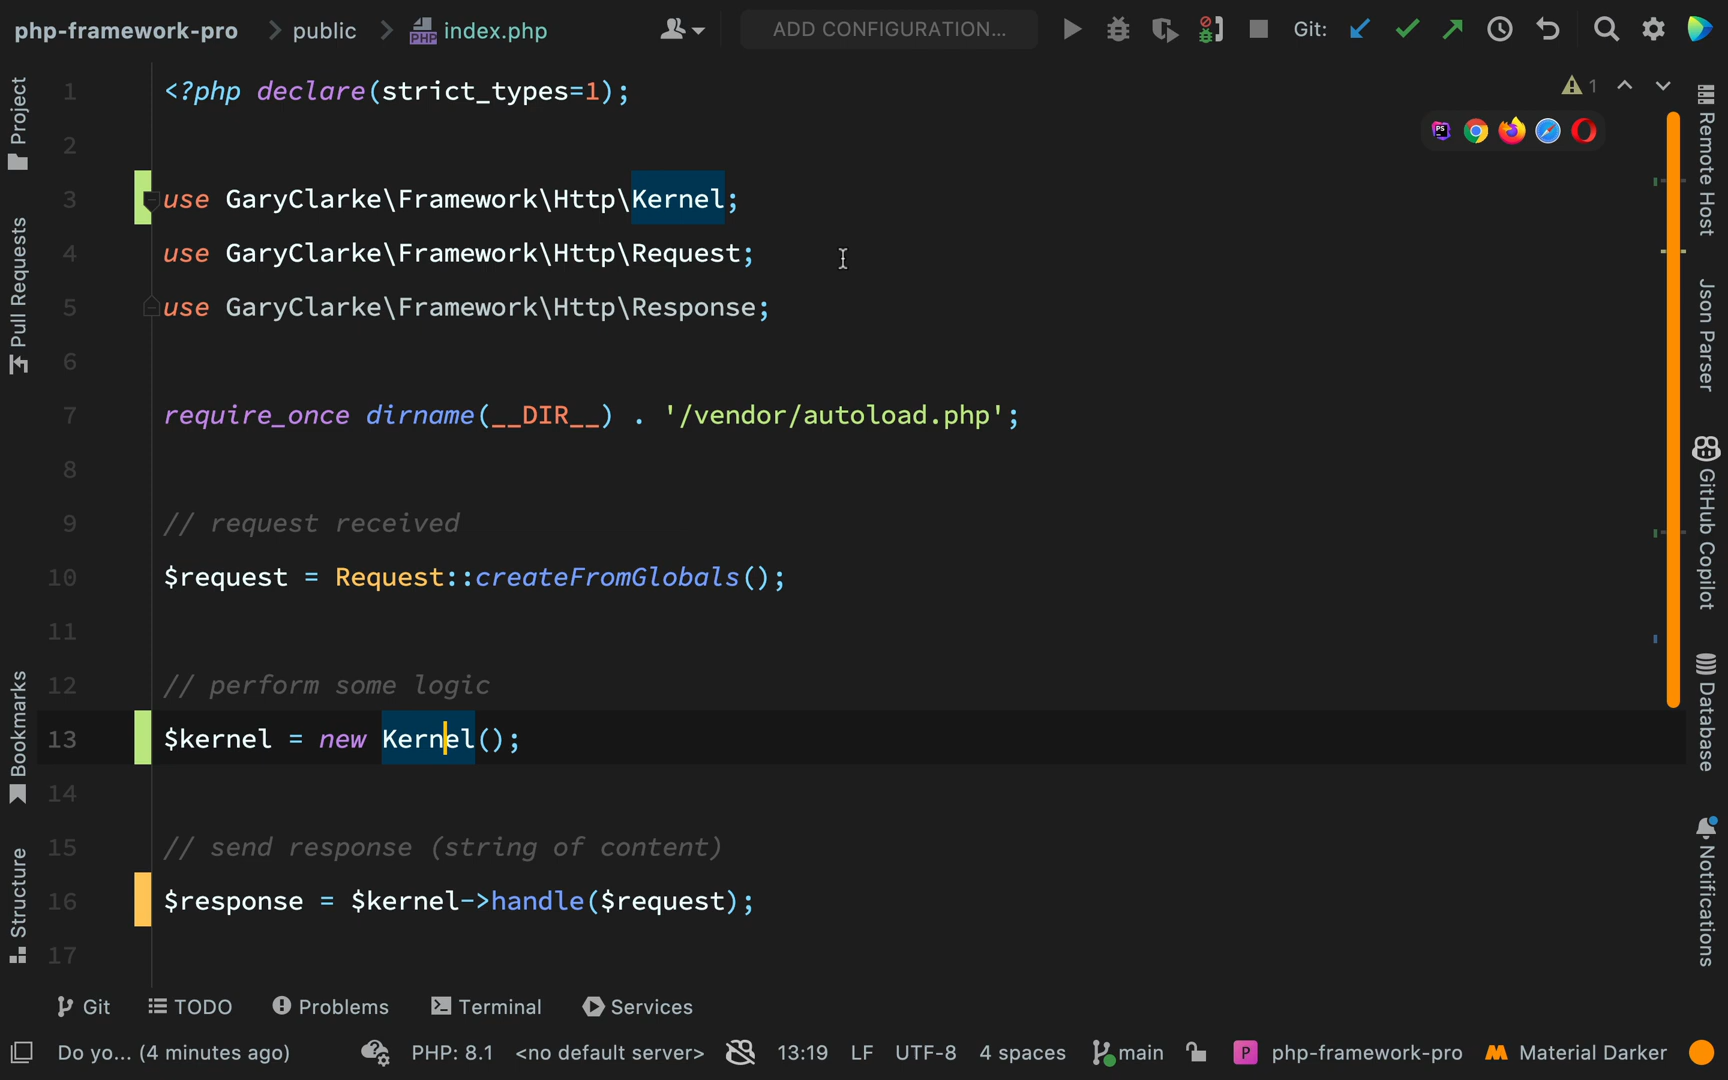 php-framework-pro > public > index.php
ADD CONFIGURATION...
Git:
1 <?php declare(strict_types=1);
1
2
3 use GaryClarke\Framework\Http\Kernel;
4 use GaryClarke\Framework\Http\Request;
5 use GaryClarke\Framework\Http\Response;
6
7 require_once dirname(__DIR__) . '/vendor/autoload.php';
8
9 // request received
10 $request = Request::createFromGlobals();
11
12 // perform some logic
13 $kernel = new Kernel();
14
15 // send response (string of content)
16 $response = $kernel->handle($request);
17
Project
Pull Requests
Bookmarks
Structure
Remote Host
Json Parser
GitHub Copilot
Database
Notifications
Git
TODO
Problems
Terminal
Services
Do yo... (4 minutes ago)
PHP: 8.1
<no default server>
13:19
LF
UTF-8
4 spaces
main
P
php-framework-pro
Material Darker